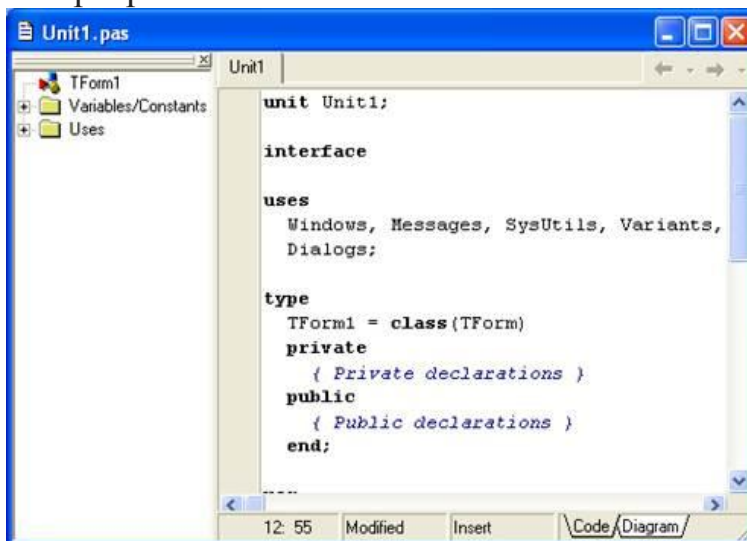 Unit1.pas
TForm1
Variables/Constants
Uses
Unit1
unit Unit1;
interface
uses
Windows, Messages, SysUtils, Variants,
Dialogs;
type
TForm1 = class(TForm)
private
{ Private declarations }
public
{ Public declarations }
end;
12: 55 Modified Insert Code Diagram